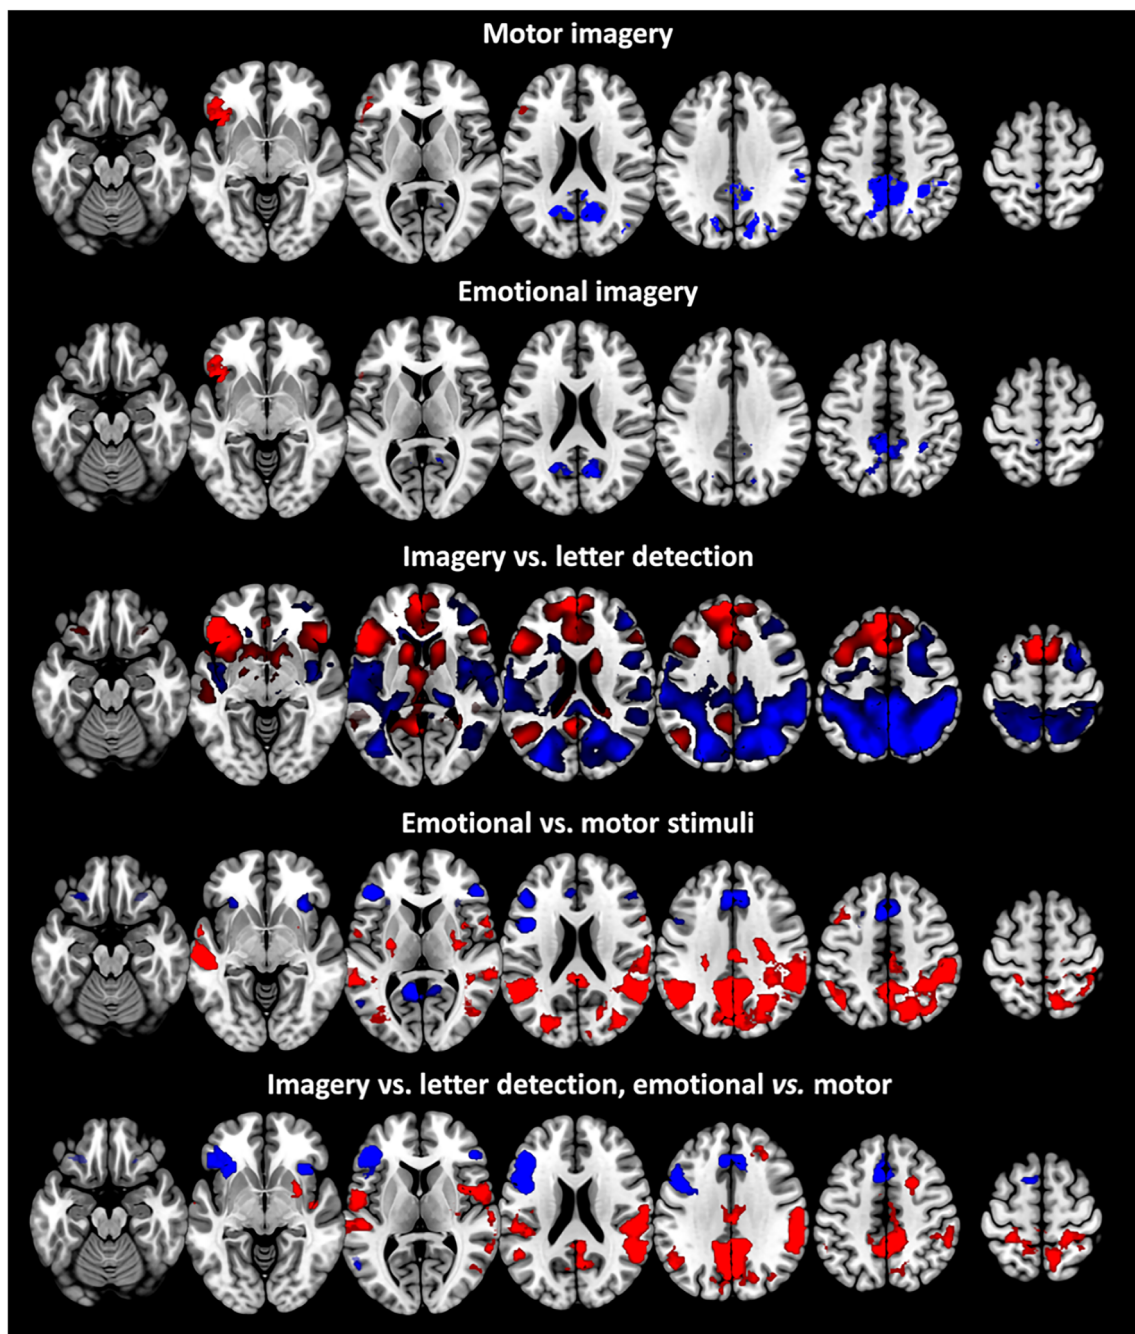 Motor imagery
Emotional imagery
Imagery vs. letter detection
Emotional vs. motor stimuli
Imagery vs. letter detection, emotional vs. motor